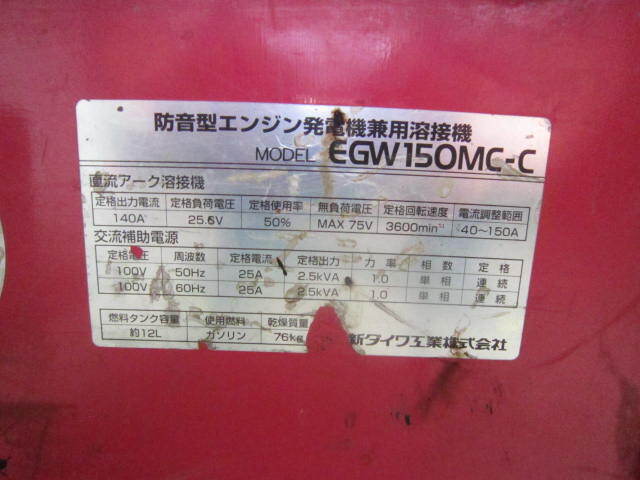 防音型エンジン発電機兼用溶接機
MODEL EGW150MC-C
直流アーク溶接機
定格出力電流 定格負荷電圧 定格使用率 無負荷電圧 定格回転速度 電流調整範囲
140A 25.6V 50% MAX 75V 3600min⁻¹ 40～150A
交流補助電源
定格電圧 周波数 定格電流 定格出力 力率 相数 定格
100V 50Hz 25A 2.5kVA 1.0 単相 連続
100V 60Hz 25A 2.5kVA 1.0 単相 連続
燃料タンク容量 使用燃料 乾燥質量
約12L ガソリン 76kg
新ダイワ工業株式会社